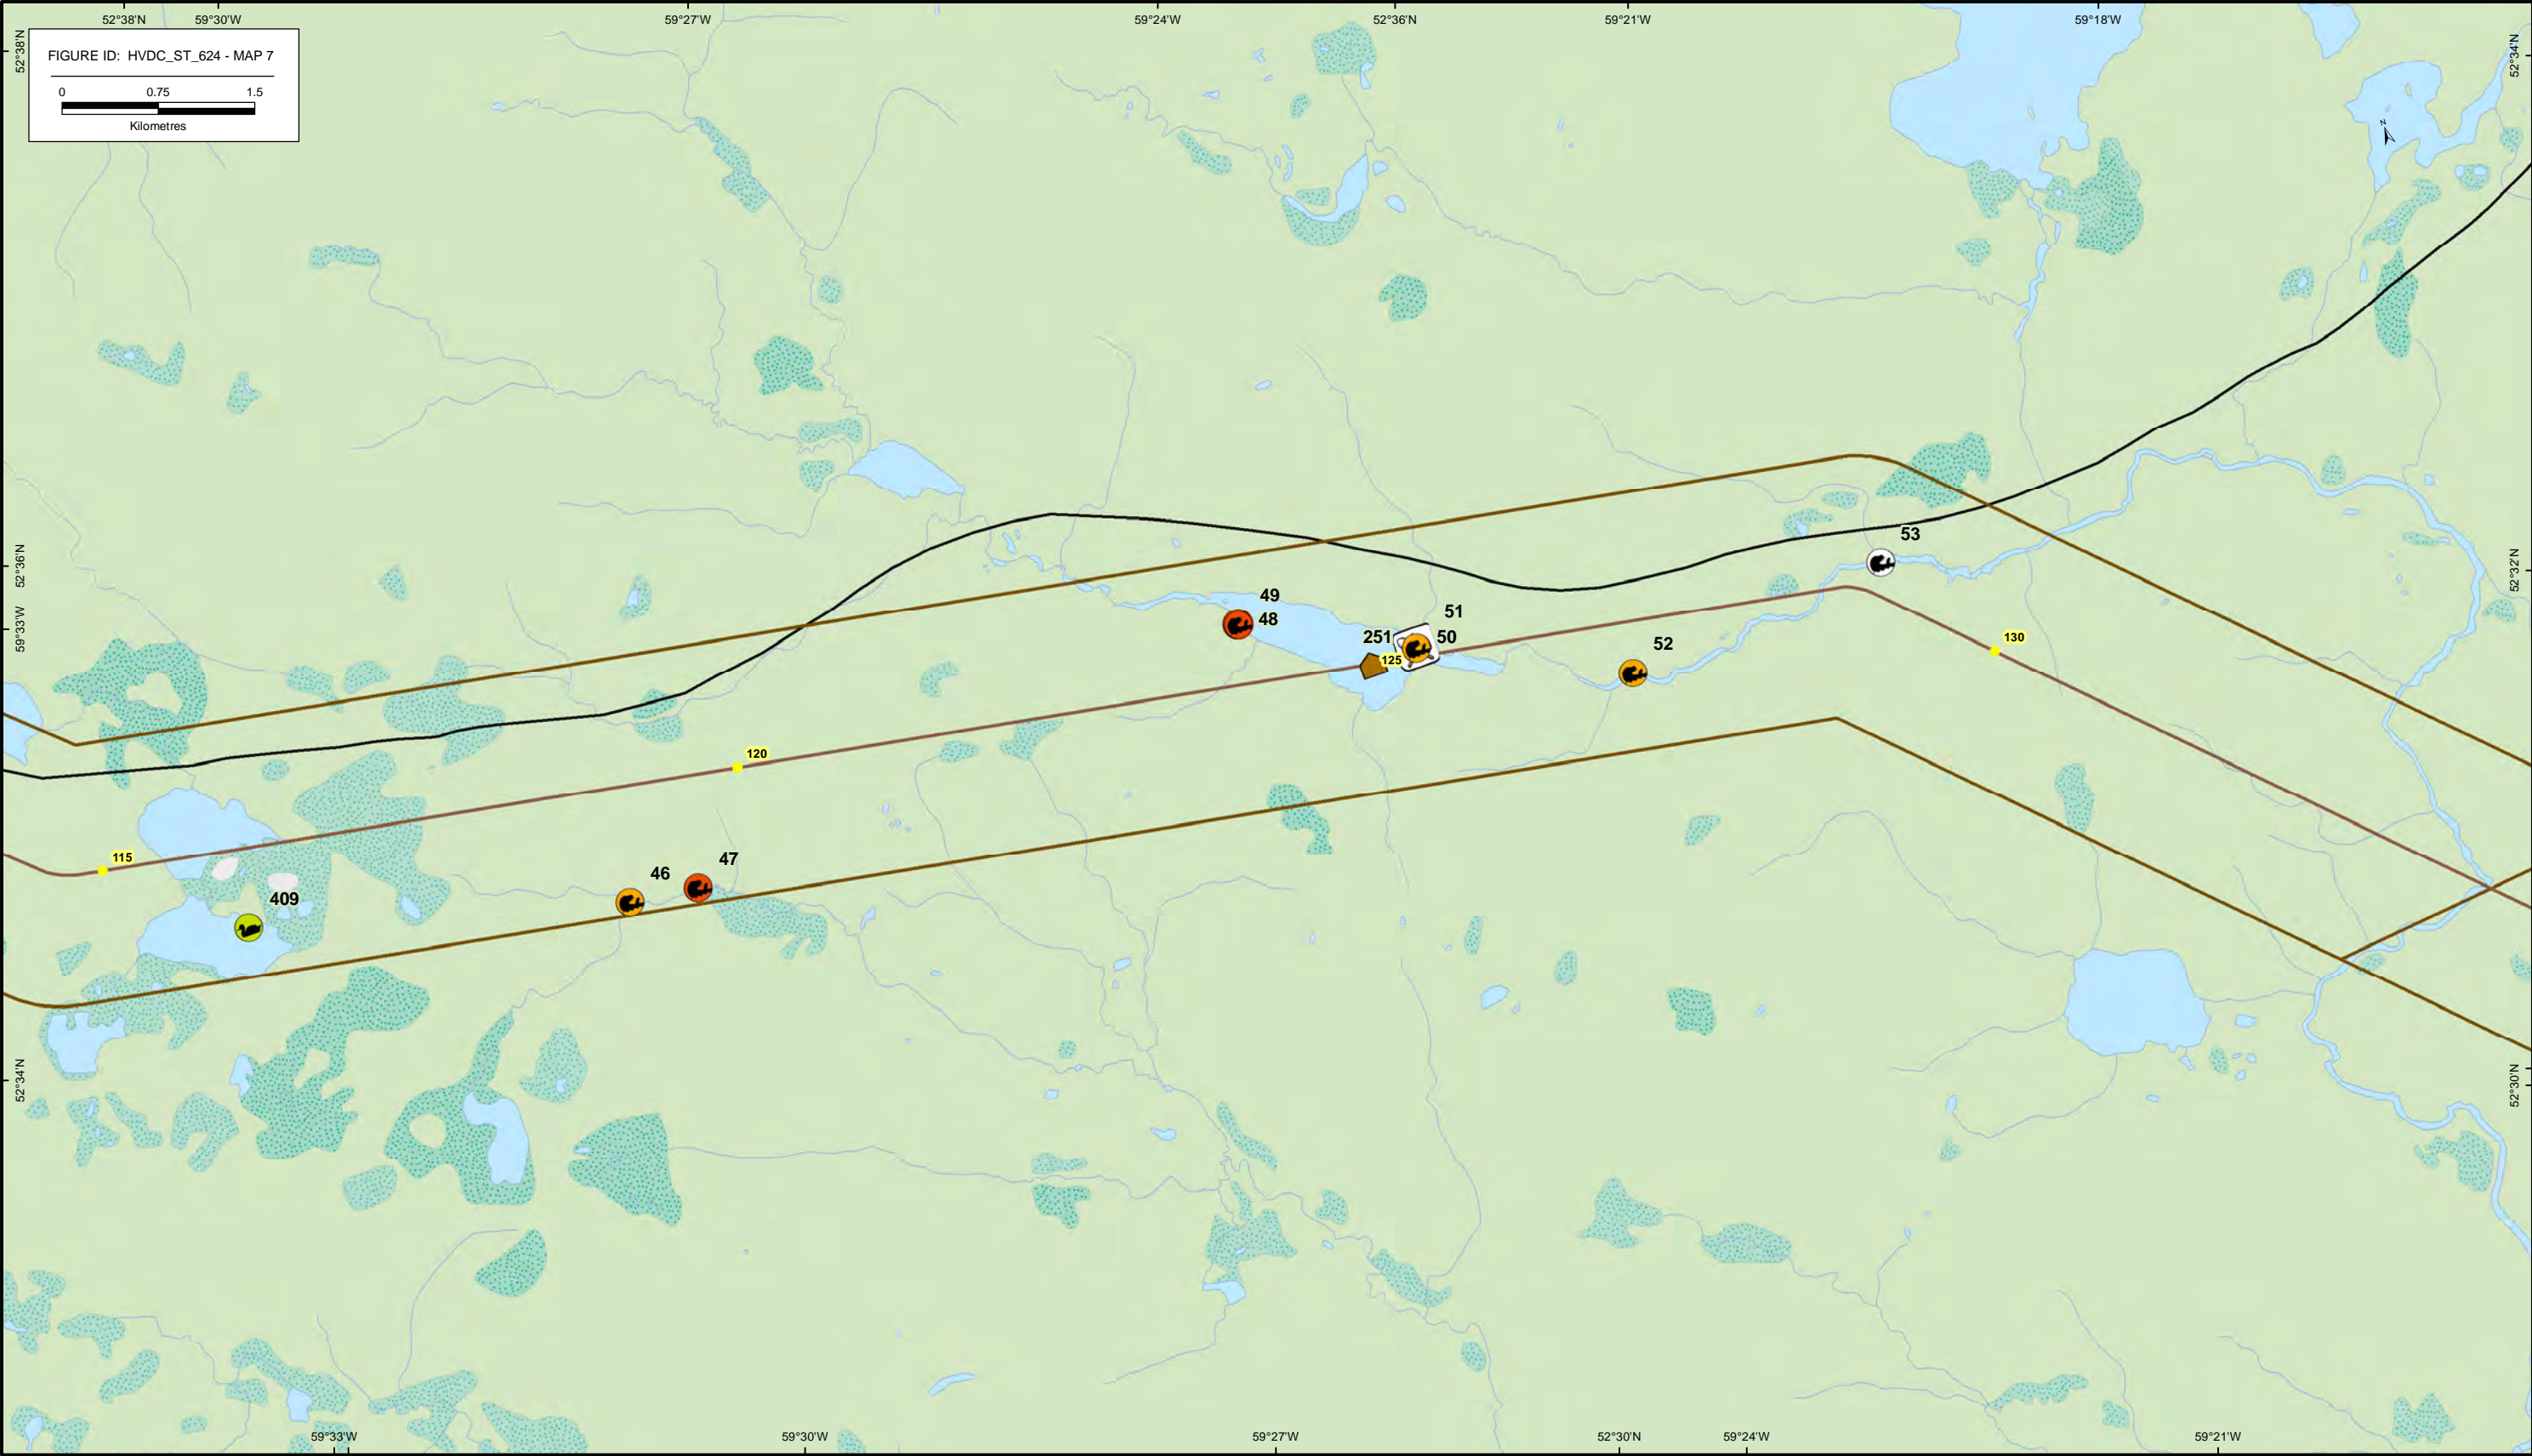 52°38'N 59°30'W 59°27'W 59°24'W 52°36'N 59°21'W 59°18'W
52°38'N
52°34'N
FIGURE ID: HVDC_ST_624 - MAP 7
0 0.75 1.5
Kilometres
N
53
52°36'N
52°32'N
49
48
51
59°33'W
251
50
52
130
125
120
115
47
46
409
52°34'N
52°30'N
59°33'W 59°30'W 59°27'W 52°30'N 59°24'W 59°21'W